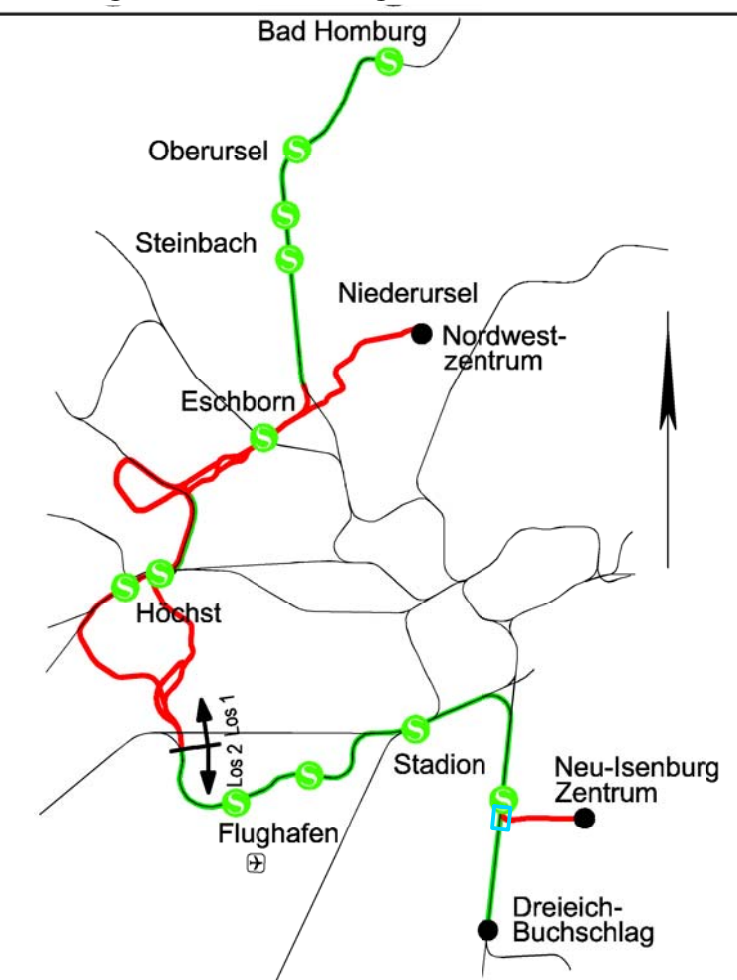 Bad Homburg
S
Oberursel
S
S
Steinbach
S
Niederursel
Nordwest-
zentrum
Eschborn
S
S
S
Höchst
Los 1
Los 2
Stadion
S
S
S
Flughafen
S
Neu-Isenburg
Zentrum
Dreieich-
Buchschlag